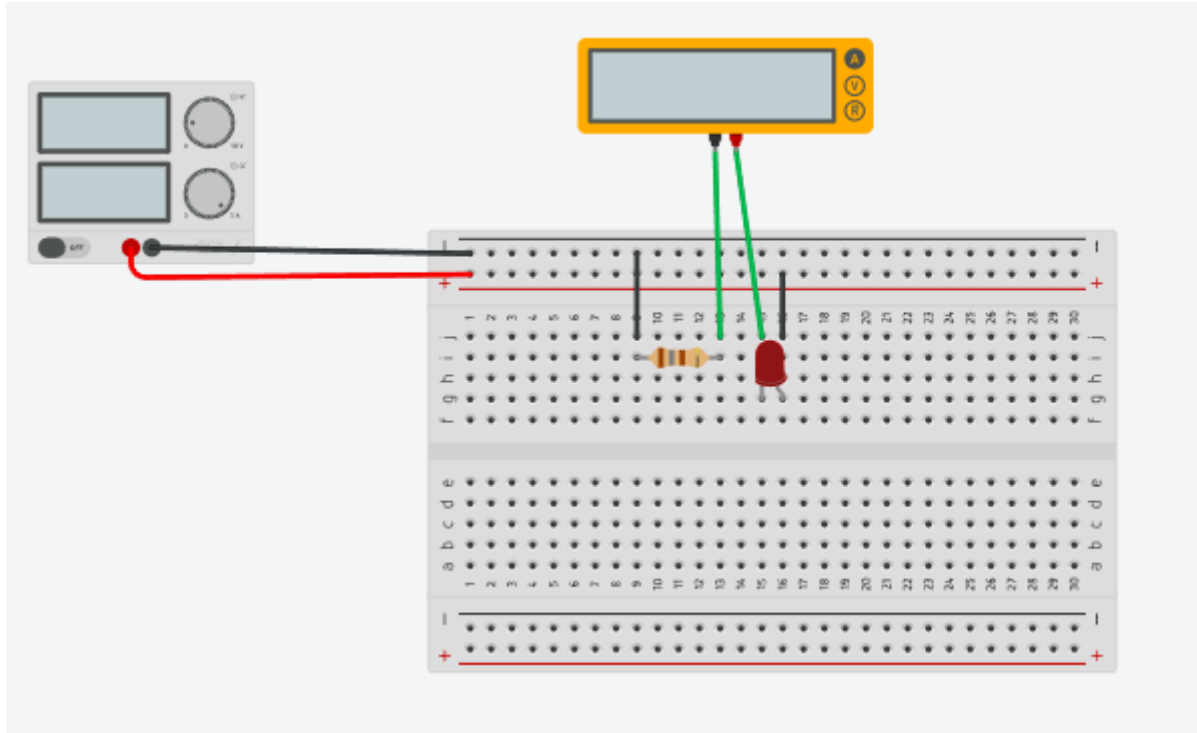 A
V
R
OFF
− −
+ +
1 2 3 4 5 6 7 8 9 10 11 12 13 14 15 16 17 18 19 20 21 22 23 24 25 26 27 28 29 30
j j
i i
h h
g g
f f
e e
d d
c c
b b
a a
1 2 3 4 5 6 7 8 9 10 11 12 13 14 15 16 17 18 19 20 21 22 23 24 25 26 27 28 29 30
− −
+ +